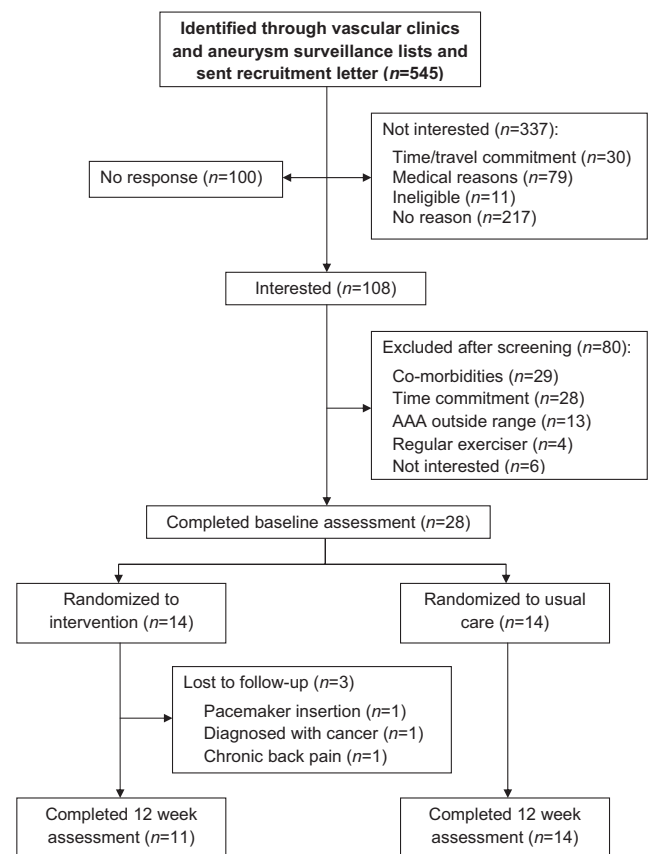 Identified through vascular clinics
and aneurysm surveillance lists and
sent recruitment letter (n=545)
No response (n=100)
Not interested (n=337):
Time/travel commitment (n=30)
Medical reasons (n=79)
Ineligible (n=11)
No reason (n=217)
Interested (n=108)
Excluded after screening (n=80):
Co-morbidities (n=29)
Time commitment (n=28)
AAA outside range (n=13)
Regular exerciser (n=4)
Not interested (n=6)
Completed baseline assessment (n=28)
Randomized to
intervention (n=14)
Randomized to usual
care (n=14)
Lost to follow-up (n=3)
Pacemaker insertion (n=1)
Diagnosed with cancer (n=1)
Chronic back pain (n=1)
Completed 12 week
assessment (n=11)
Completed 12 week
assessment (n=14)